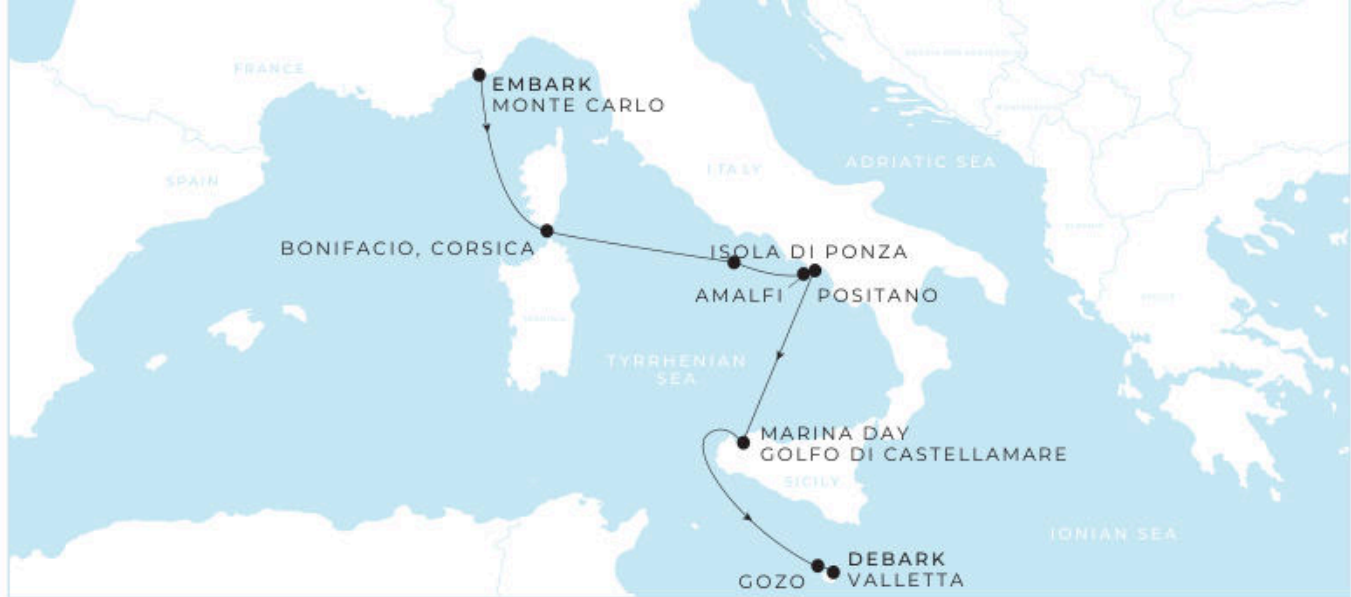 FRANCE
EMBARK
MONTE CARLO
ITALY
ADRIATIC SEA
SPAIN
BONIFACIO, CORSICA
ISOLA DI PONZA
AMALFI
POSITANO
TYRRHENIAN
SEA
MARINA DAY
GOLFO DI CASTELLAMARE
SICILY
IONIAN SEA
DEBARK
GOZO
VALLETTA